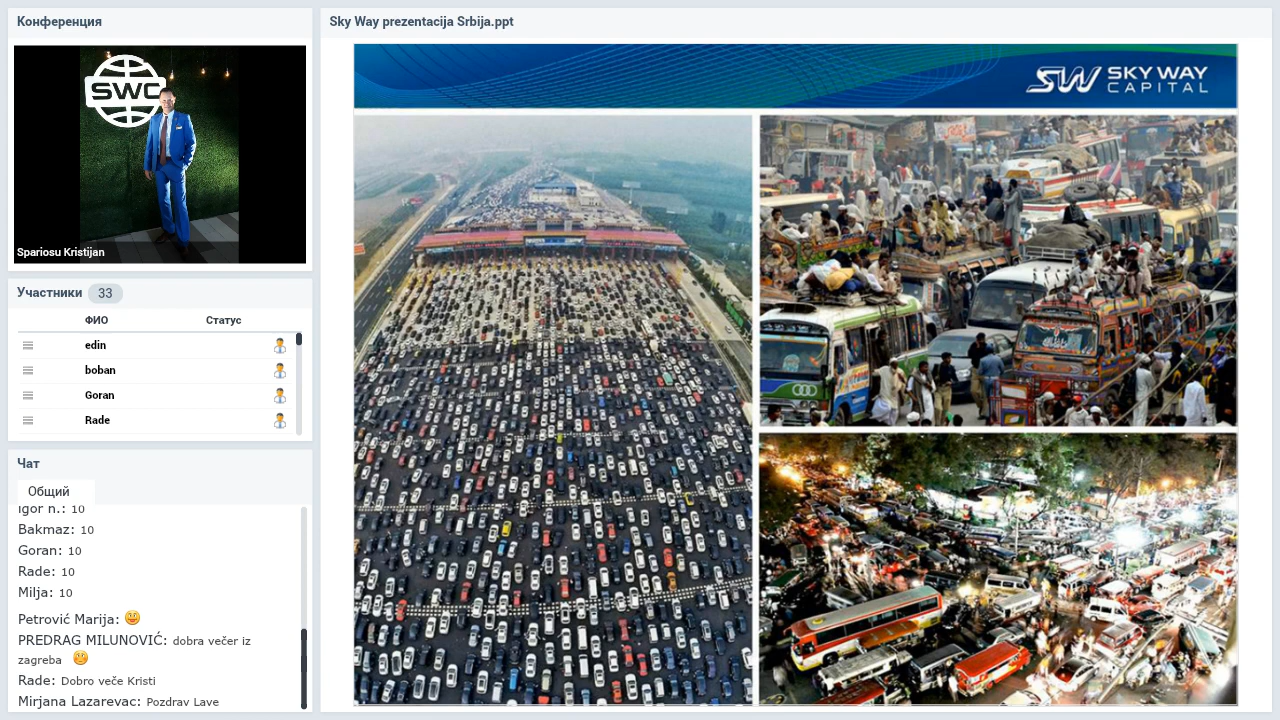 Конференция
SWC
Spariosu Kristijan
Участники 33
ФИО Статус
edin
boban
Goran
Rade
Чат
Общий
igor n.: 10
Bakmaz: 10
Goran: 10
Rade: 10
Milja: 10
Petrović Marija:
PREDRAG MILUNOVIĆ: dobra večer iz
zagreba
Rade: Dobro veče Kristi
Mirjana Lazarevac: Pozdrav Lave
Sky Way prezentacija Srbija.ppt
SW SKY WAY
CAPITAL